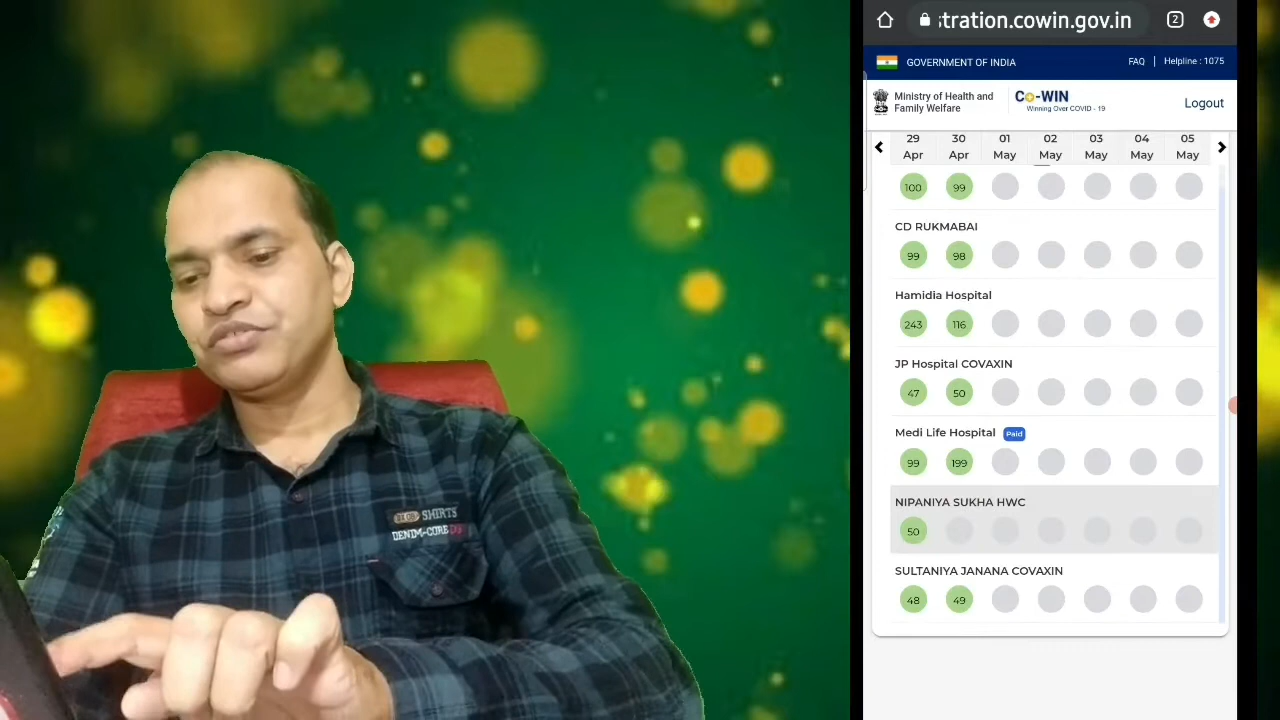 :tration.cowin.gov.in
2
GOVERNMENT OF INDIA
FAQ | Helpline : 1075
Ministry of Health and
Family Welfare
Co-WIN
Winning Over COVID - 19
Logout
29 Apr 30 Apr 01 May 02 May 03 May 04 May 05 May
100 99
CD RUKMABAI
99 98
Hamidia Hospital
243 116
JP Hospital COVAXIN
47 50
Medi Life Hospital Paid
99 199
NIPANIYA SUKHA HWC
50
SULTANIYA JANANA COVAXIN
48 49
SHIRTS
DENIM-CORE